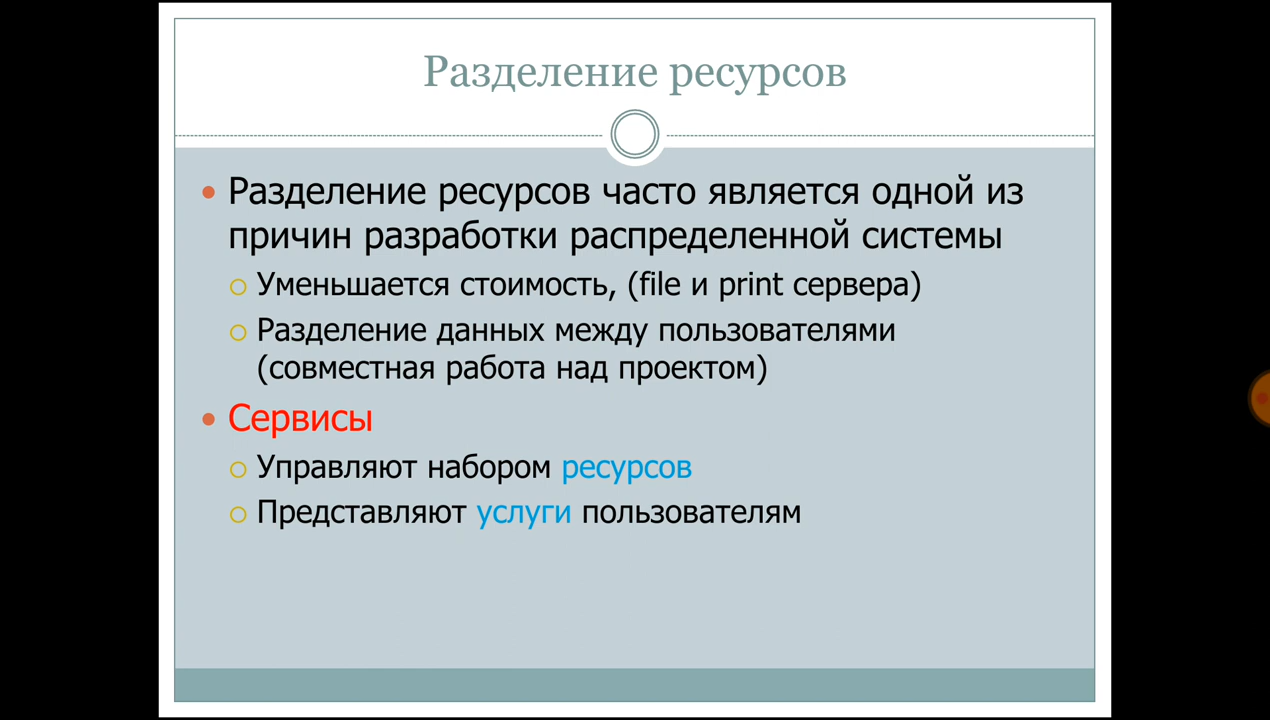 Разделение ресурсов
Разделение ресурсов часто является одной из
причин разработки распределенной системы
Уменьшается стоимость, (file и print сервера)
Разделение данных между пользователями
(совместная работа над проектом)
Сервисы
Управляют набором ресурсов
Представляют услуги пользователям